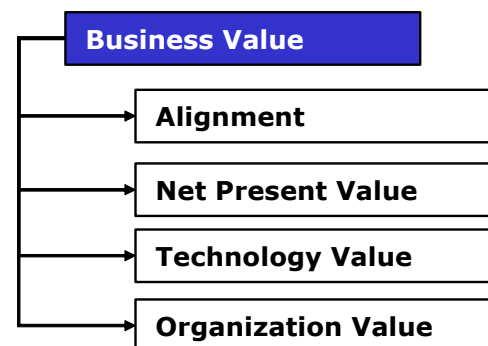 Business Value
Alignment
Net Present Value
Technology Value
Organization Value